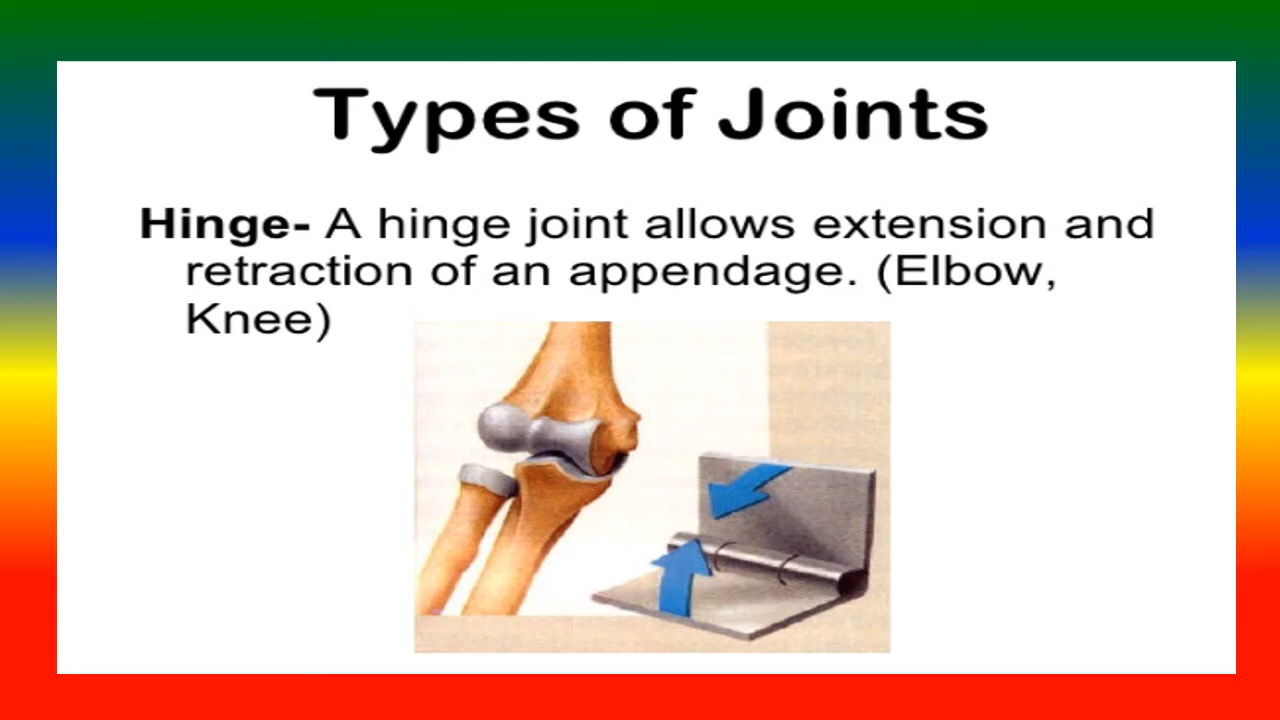 Types of Joints
Hinge- A hinge joint allows extension and
retraction of an appendage. (Elbow,
Knee)